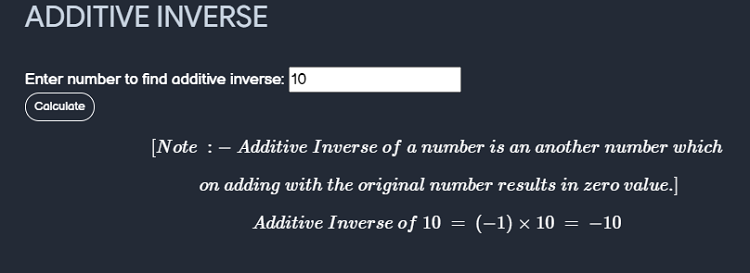 ADDITIVE INVERSE
Enter number to find additive inverse: 10
Calculate
[Note : − Additive Inverse of a number is an another number which
on adding with the original number results in zero value.]
Additive Inverse of 10 = (−1) × 10 = −10